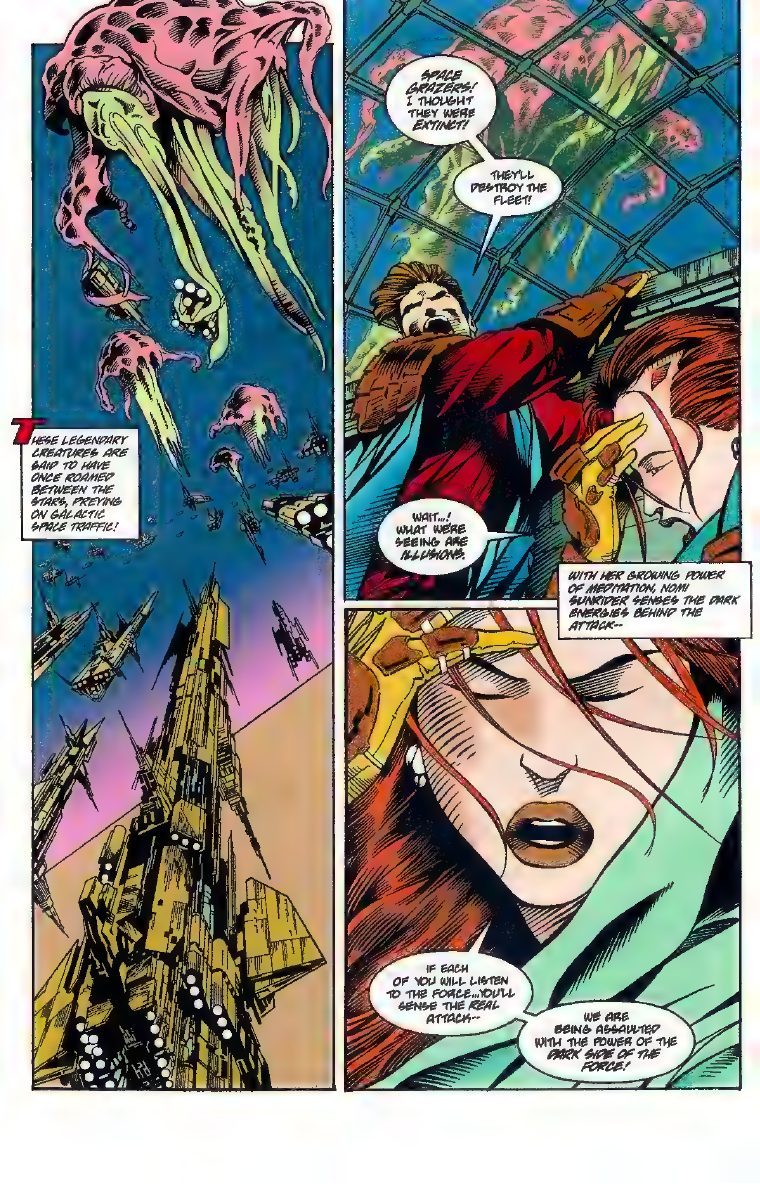 THESE LEGENDARY
CREATURES ARE
SAID TO HAVE
ONCE ROAMED
BETWEEN THE
STARS, PREYING
ON GALACTIC
SPACE TRAFFIC!
SPACE
GRAZERS!
I THOUGHT
THEY WERE
EXTINCT!
THEY'LL
DESTROY THE
FLEET!
WAIT...!
WHAT WE'RE
SEEING ARE
ILLUSIONS.
WITH HER GROWING POWER
OF MEDITATION, NOMI
SUNRIDER SENSES THE DARK
ENERGIES BEHIND THE
ATTACK--
IF EACH
OF YOU WILL LISTEN
TO THE FORCE...YOU'LL
SENSE THE REAL
ATTACK--
WE ARE
BEING ASSAULTED
WITH THE POWER OF THE
DARK SIDE OF THE
FORCE!